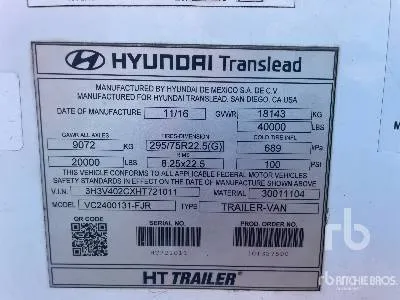 HYUNDAI Translead
MANUFACTURED BY HYUNDAI DE MEXICO S.A. DE C.V.
MANUFACTURED FOR HYUNDAI TRANSLEAD, SAN DIEGO, CA USA
DATE OF MANUFACTURE 11/16 GVWR 18143 KG
40000 LBS
GAWR ALL AXLES TIRES-DIMENSION COLD TIRE INFL.
9072 KG 295/75R22.5(G) 689 kPa
RIMS
20000 LBS 8.25x22.5 100 PSI
THIS VEHICLE CONFORMS TO ALL APPLICABLE FEDERAL MOTOR VEHICLES
SAFETY STANDARDS IN EFFECT ON DATE OF MANUFACTURE SHOWN ABOVE
V.I.N. 3H3V402CXHT721011 MATERIAL 30011104
MODEL VC2400131-FJR TYPE TRAILER-VAN
QR CODE SERIAL NO. PROD. ORDER NO.
HT721011
HT TRAILER
rb RITCHIE BROS.